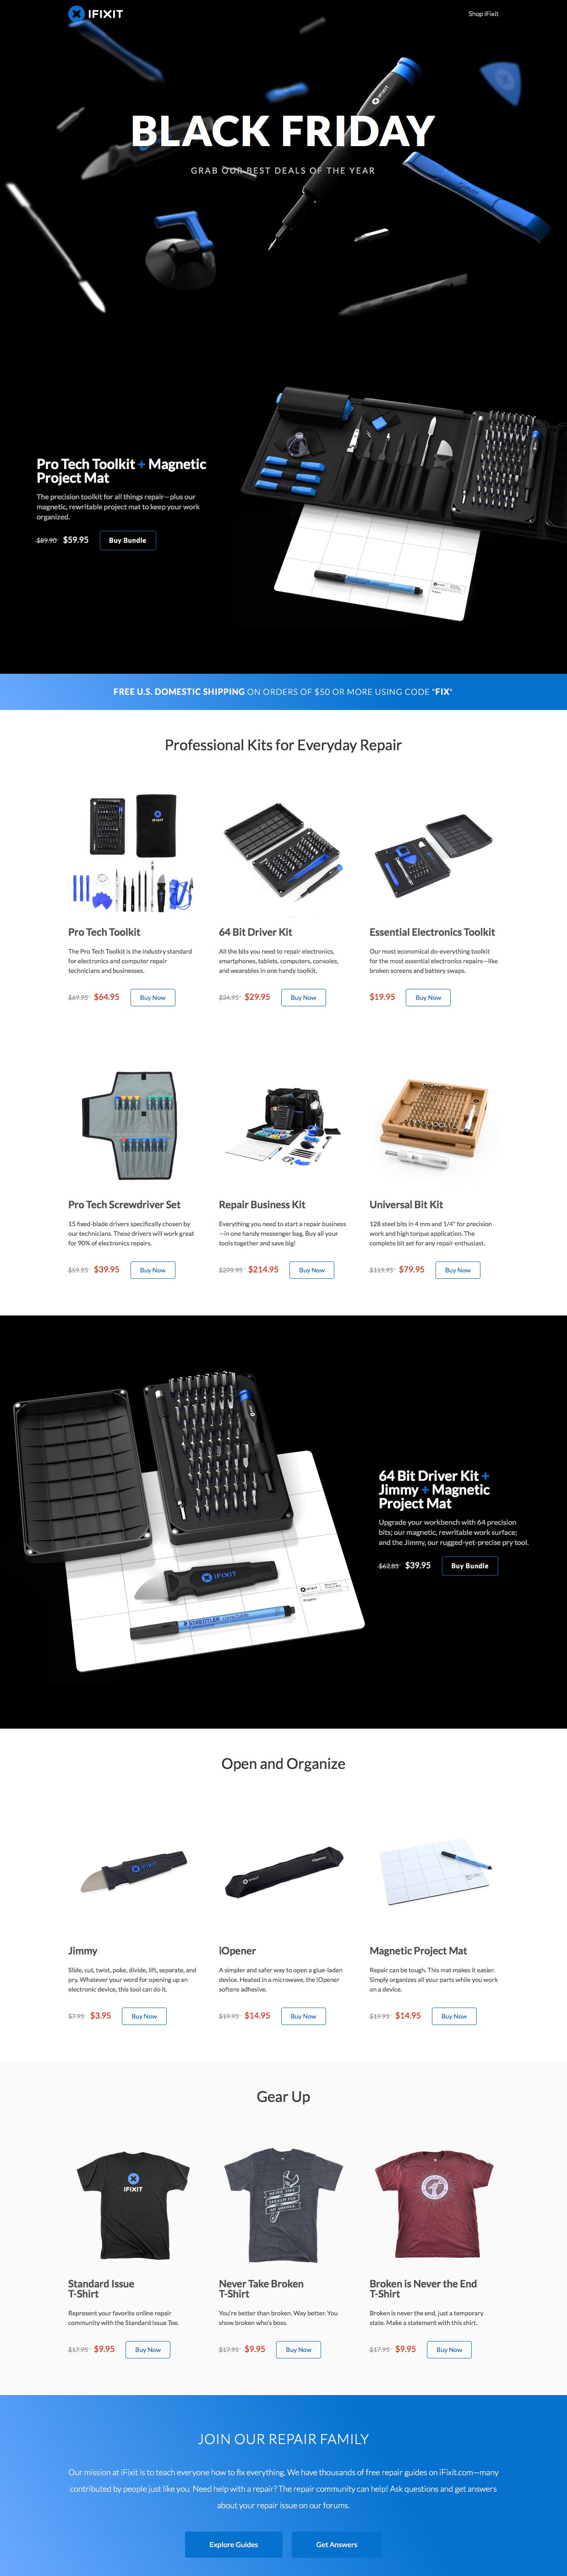 IFIXIT
Shop iFixit
BLACK FRIDAY
GRAB OUR BEST DEALS OF THE YEAR
Pro Tech Toolkit + Magnetic
Project Mat
The precision toolkit for all things repair—plus our
magnetic, rewritable project mat to keep your work
organized.
$89.90 $59.95 Buy Bundle
FREE U.S. DOMESTIC SHIPPING ON ORDERS OF $50 OR MORE USING CODE "FIX"
Professional Kits for Everyday Repair
IFIXIT
Pro Tech Toolkit
The Pro Tech Toolkit is the industry standard
for electronics and computer repair
technicians and businesses.
$69.95 $64.95 Buy Now
64 Bit Driver Kit
All the bits you need to repair electronics,
smartphones, tablets, computers, consoles,
and wearables in one handy toolkit.
$34.95 $29.95 Buy Now
Essential Electronics Toolkit
Our most economical do-everything toolkit
for the most essential electronics repairs—like
broken screens and battery swaps.
$19.95 Buy Now
Pro Tech Screwdriver Set
15 fixed-blade drivers specifically chosen by
our technicians. These drivers will work great
for 90% of electronics repairs.
$59.95 $39.95 Buy Now
Repair Business Kit
Everything you need to start a repair business
—in one handy messenger bag. Buy all your
tools together and save big!
$299.95 $214.95 Buy Now
Universal Bit Kit
128 steel bits in 4 mm and 1/4" for precision
work and high torque application. The
complete bit set for any repair enthusiast.
$119.95 $79.95 Buy Now
64 Bit Driver Kit +
Jimmy + Magnetic
Project Mat
Upgrade your workbench with 64 precision
bits; our magnetic, rewritable work surface;
and the Jimmy, our rugged-yet-precise pry tool.
$62.85 $39.95 Buy Bundle
IFIXIT
IFIXIT
Project:
STAEDTLER correctable
Open and Organize
IFIXIT
Jimmy
Slide, cut, twist, poke, divide, lift, separate, and
pry. Whatever your word for opening up an
electronic device, this tool can do it.
$7.95 $3.95 Buy Now
IFIXIT
iOpener
iOpener
A simpler and safer way to open a glue-laden
device. Heated in a microwave, the iOpener
softens adhesive.
$19.95 $14.95 Buy Now
Magnetic Project Mat
Repair can be tough. This mat makes it easier.
Simply organizes all your parts while you work
on a device.
$19.95 $14.95 Buy Now
Gear Up
IFIXIT
Standard Issue
T-Shirt
Represent your favorite online repair
community with the Standard Issue Tee.
$17.95 $9.95 Buy Now
NEVER TAKE
BROKEN FOR
AN ANSWER
Never Take Broken
T-Shirt
You're better than broken. Way better. You
show broken who's boss.
$17.95 $9.95 Buy Now
Broken is Never the End
T-Shirt
Broken is never the end, just a temporary
state. Make a statement with this shirt.
$17.95 $9.95 Buy Now
JOIN OUR REPAIR FAMILY
Our mission at iFixit is to teach everyone how to fix everything. We have thousands of free repair guides on iFixit.com—many
contributed by people just like you. Need help with a repair? The repair community can help! Ask questions and get answers
about your repair issue on our forums.
Explore Guides
Get Answers